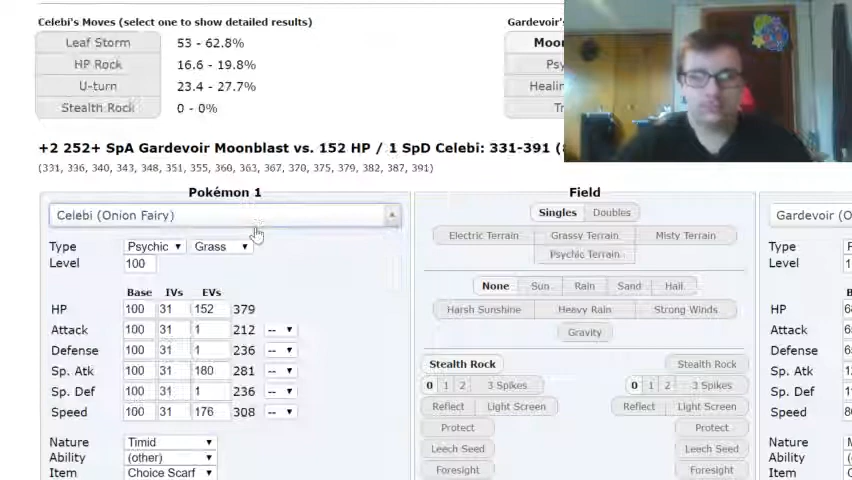 Celebi's Moves (select one to show detailed results)
Gardevoir's
Leaf Storm 53 - 62.8%
Moon
HP Rock 16.6 - 19.8%
Psy
U-turn 23.4 - 27.7%
Healin
Stealth Rock 0 - 0%
+2 252+ SpA Gardevoir Moonblast vs. 152 HP / 1 SpD Celebi: 331-391 (
(331, 336, 340, 343, 348, 351, 355, 360, 363, 367, 370, 375, 379, 382, 387, 391)
Pokémon 1
Field
Celebi (Onion Fairy)
Singles Doubles
Gardevoir (O
Electric Terrain Grassy Terrain Misty Terrain
Type Psychic Grass
Type
Psychic Terrain
Level 100
Level
None Sun Rain Sand Hail
Base IVs EVs
HP 100 31 152 379
Harsh Sunshine Heavy Rain Strong Winds
HP
Attack 100 31 1 212 --
Attack
Gravity
Defense 100 31 1 236 --
Defense
Stealth Rock Stealth Rock
Sp. Atk 100 31 180 281 --
Sp. Atk
0 1 2 3 Spikes 0 1 2 3 Spikes
Sp. Def 100 31 1 236 --
Sp. Def
Reflect Light Screen Reflect Light Screen
Speed 100 31 176 308 --
Speed
Protect Protect
Nature Timid
Nature
Leech Seed Leech Seed
Ability (other)
Ability
Foresight Foresight
Item Choice Scarf
Item